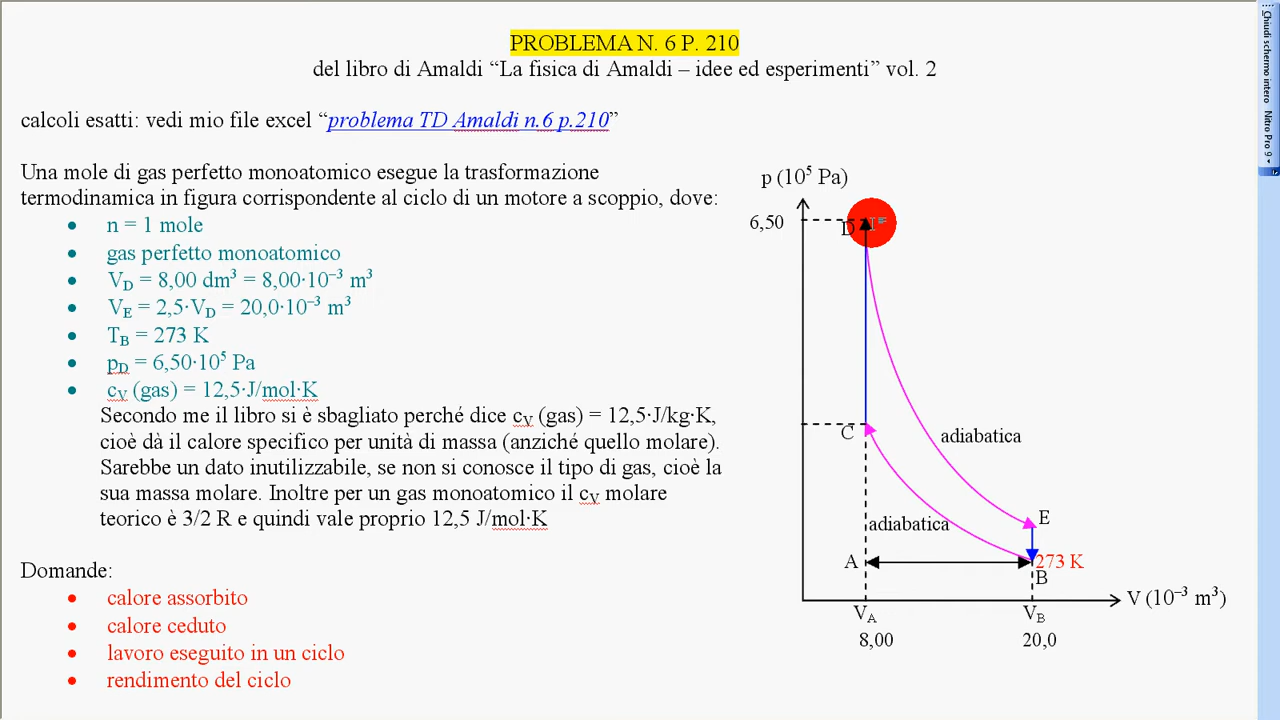 PROBLEMA N. 6 P. 210
del libro di Amaldi “La fisica di Amaldi – idee ed esperimenti” vol. 2
calcoli esatti: vedi mio file excel “problema TD Amaldi n.6 p.210”
Una mole di gas perfetto monoatomico esegue la trasformazione
termodinamica in figura corrispondente al ciclo di un motore a scoppio, dove:
• n = 1 mole
• gas perfetto monoatomico
• V_D = 8,00 dm³ = 8,00·10⁻³ m³
• V_E = 2,5·V_D = 20,0·10⁻³ m³
• T_B = 273 K
• p_D = 6,50·10⁵ Pa
• c_V (gas) = 12,5·J/mol·K
Secondo me il libro si è sbagliato perché dice c_V (gas) = 12,5·J/kg·K,
cioè dà il calore specifico per unità di massa (anziché quello molare).
Sarebbe un dato inutilizzabile, se non si conosce il tipo di gas, cioè la
sua massa molare. Inoltre per un gas monoatomico il c_V molare
teorico è 3/2 R e quindi vale proprio 12,5 J/mol·K
Domande:
• calore assorbito
• calore ceduto
• lavoro eseguito in un ciclo
• rendimento del ciclo
p (10⁵ Pa)
6,50
D
C
adiabatica
adiabatica
E
A
273 K
B
V (10⁻³ m³)
V_A
V_B
8,00
20,0
Chiudi schermo intero
Nitro Pro 9